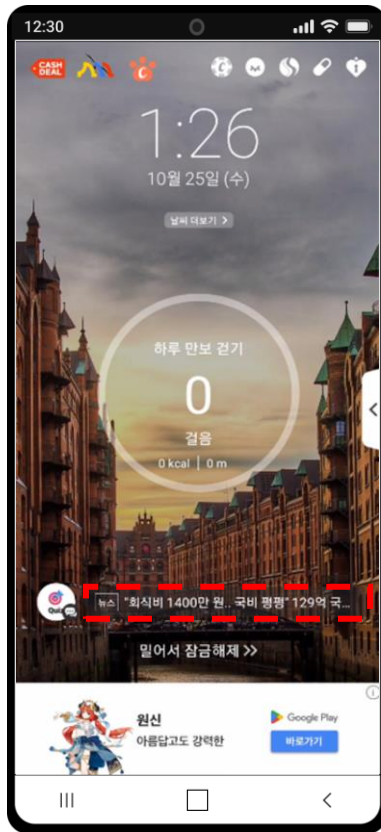 12:30
CASH
DEAL
1:26
10월 25일 (수)
날씨 더보기 >
하루 만보 걷기
0
걸음
0 kcal | 0 m
Quiz
뉴스 "회식비 1400만 원.. 국비 펑펑" 129억 국...
밀어서 잠금해제 >>
원신
아름답고도 강력한
Google Play
바로가기